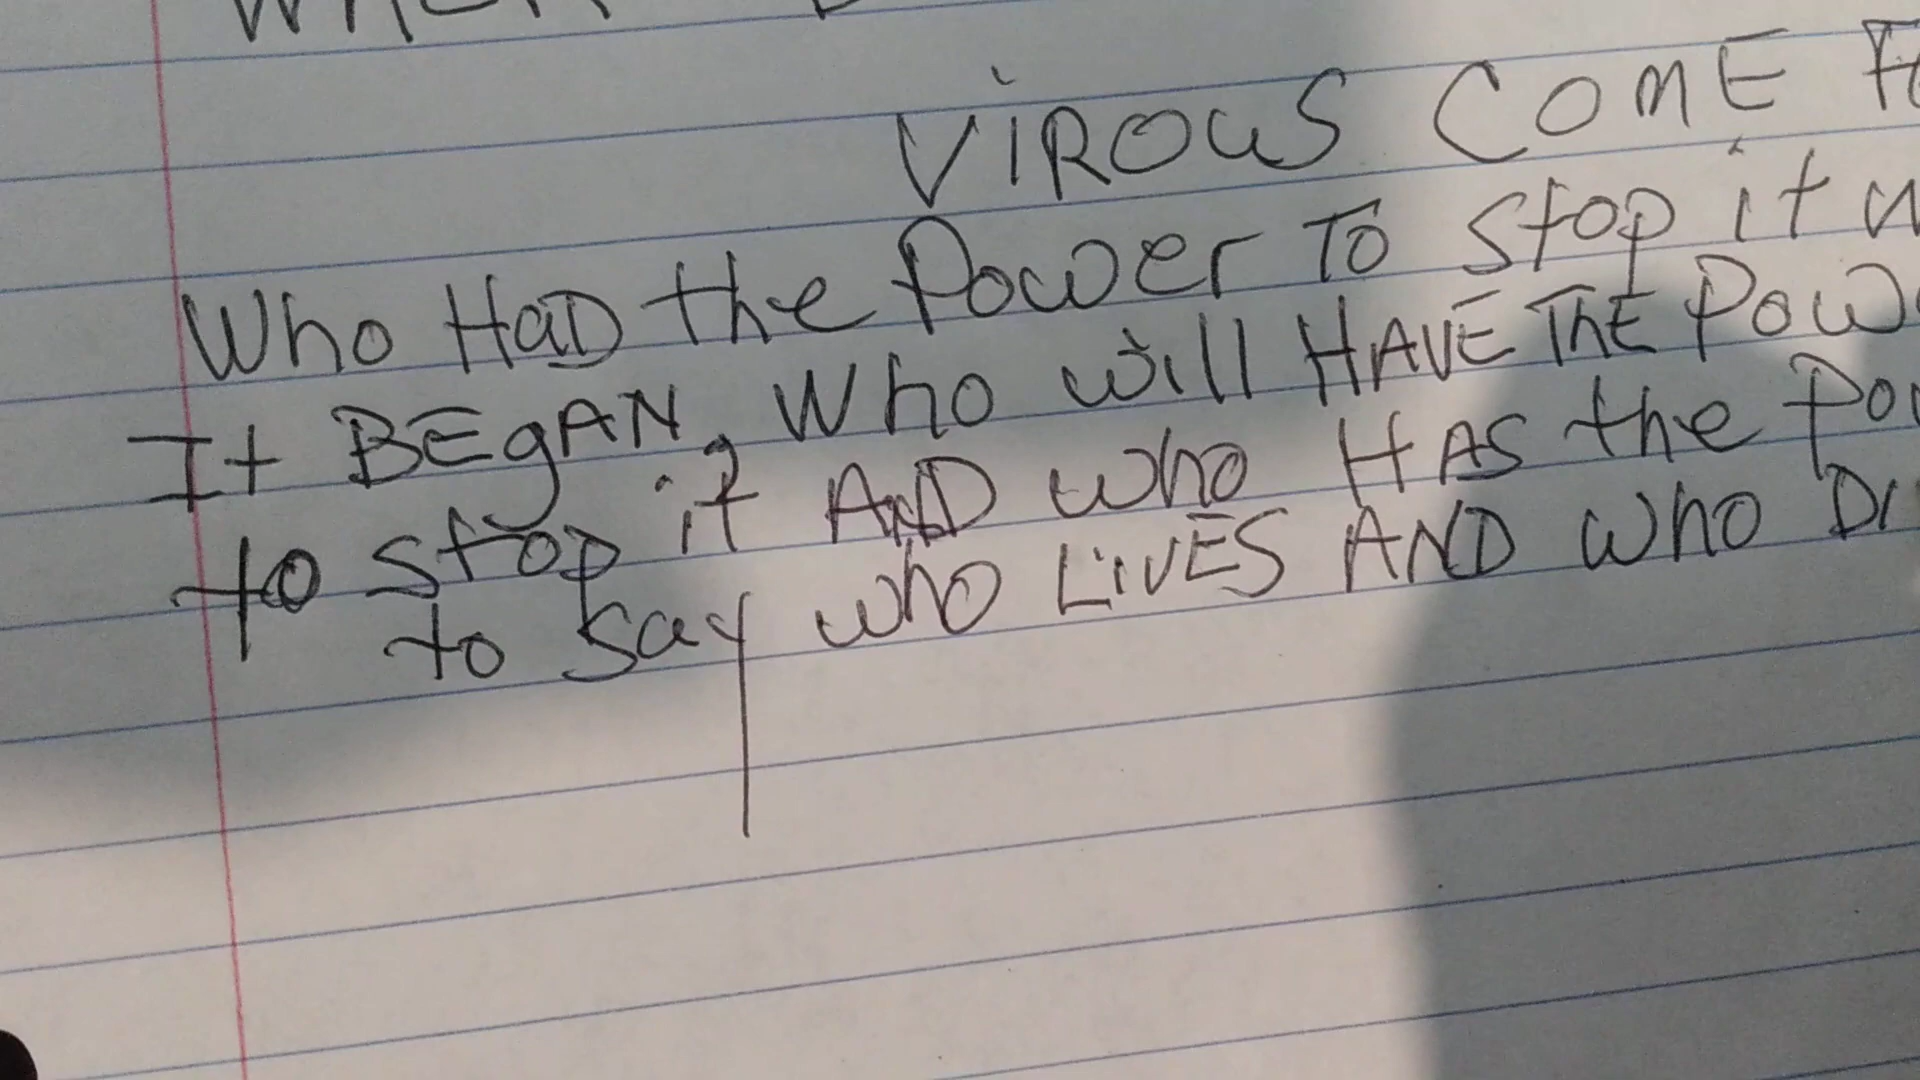 VIROUS COME
Who HAD the Power To Stop it
It BEgAN, Who will HAVE THE
to stop it AND who HAS the
to say who LiVES AND who